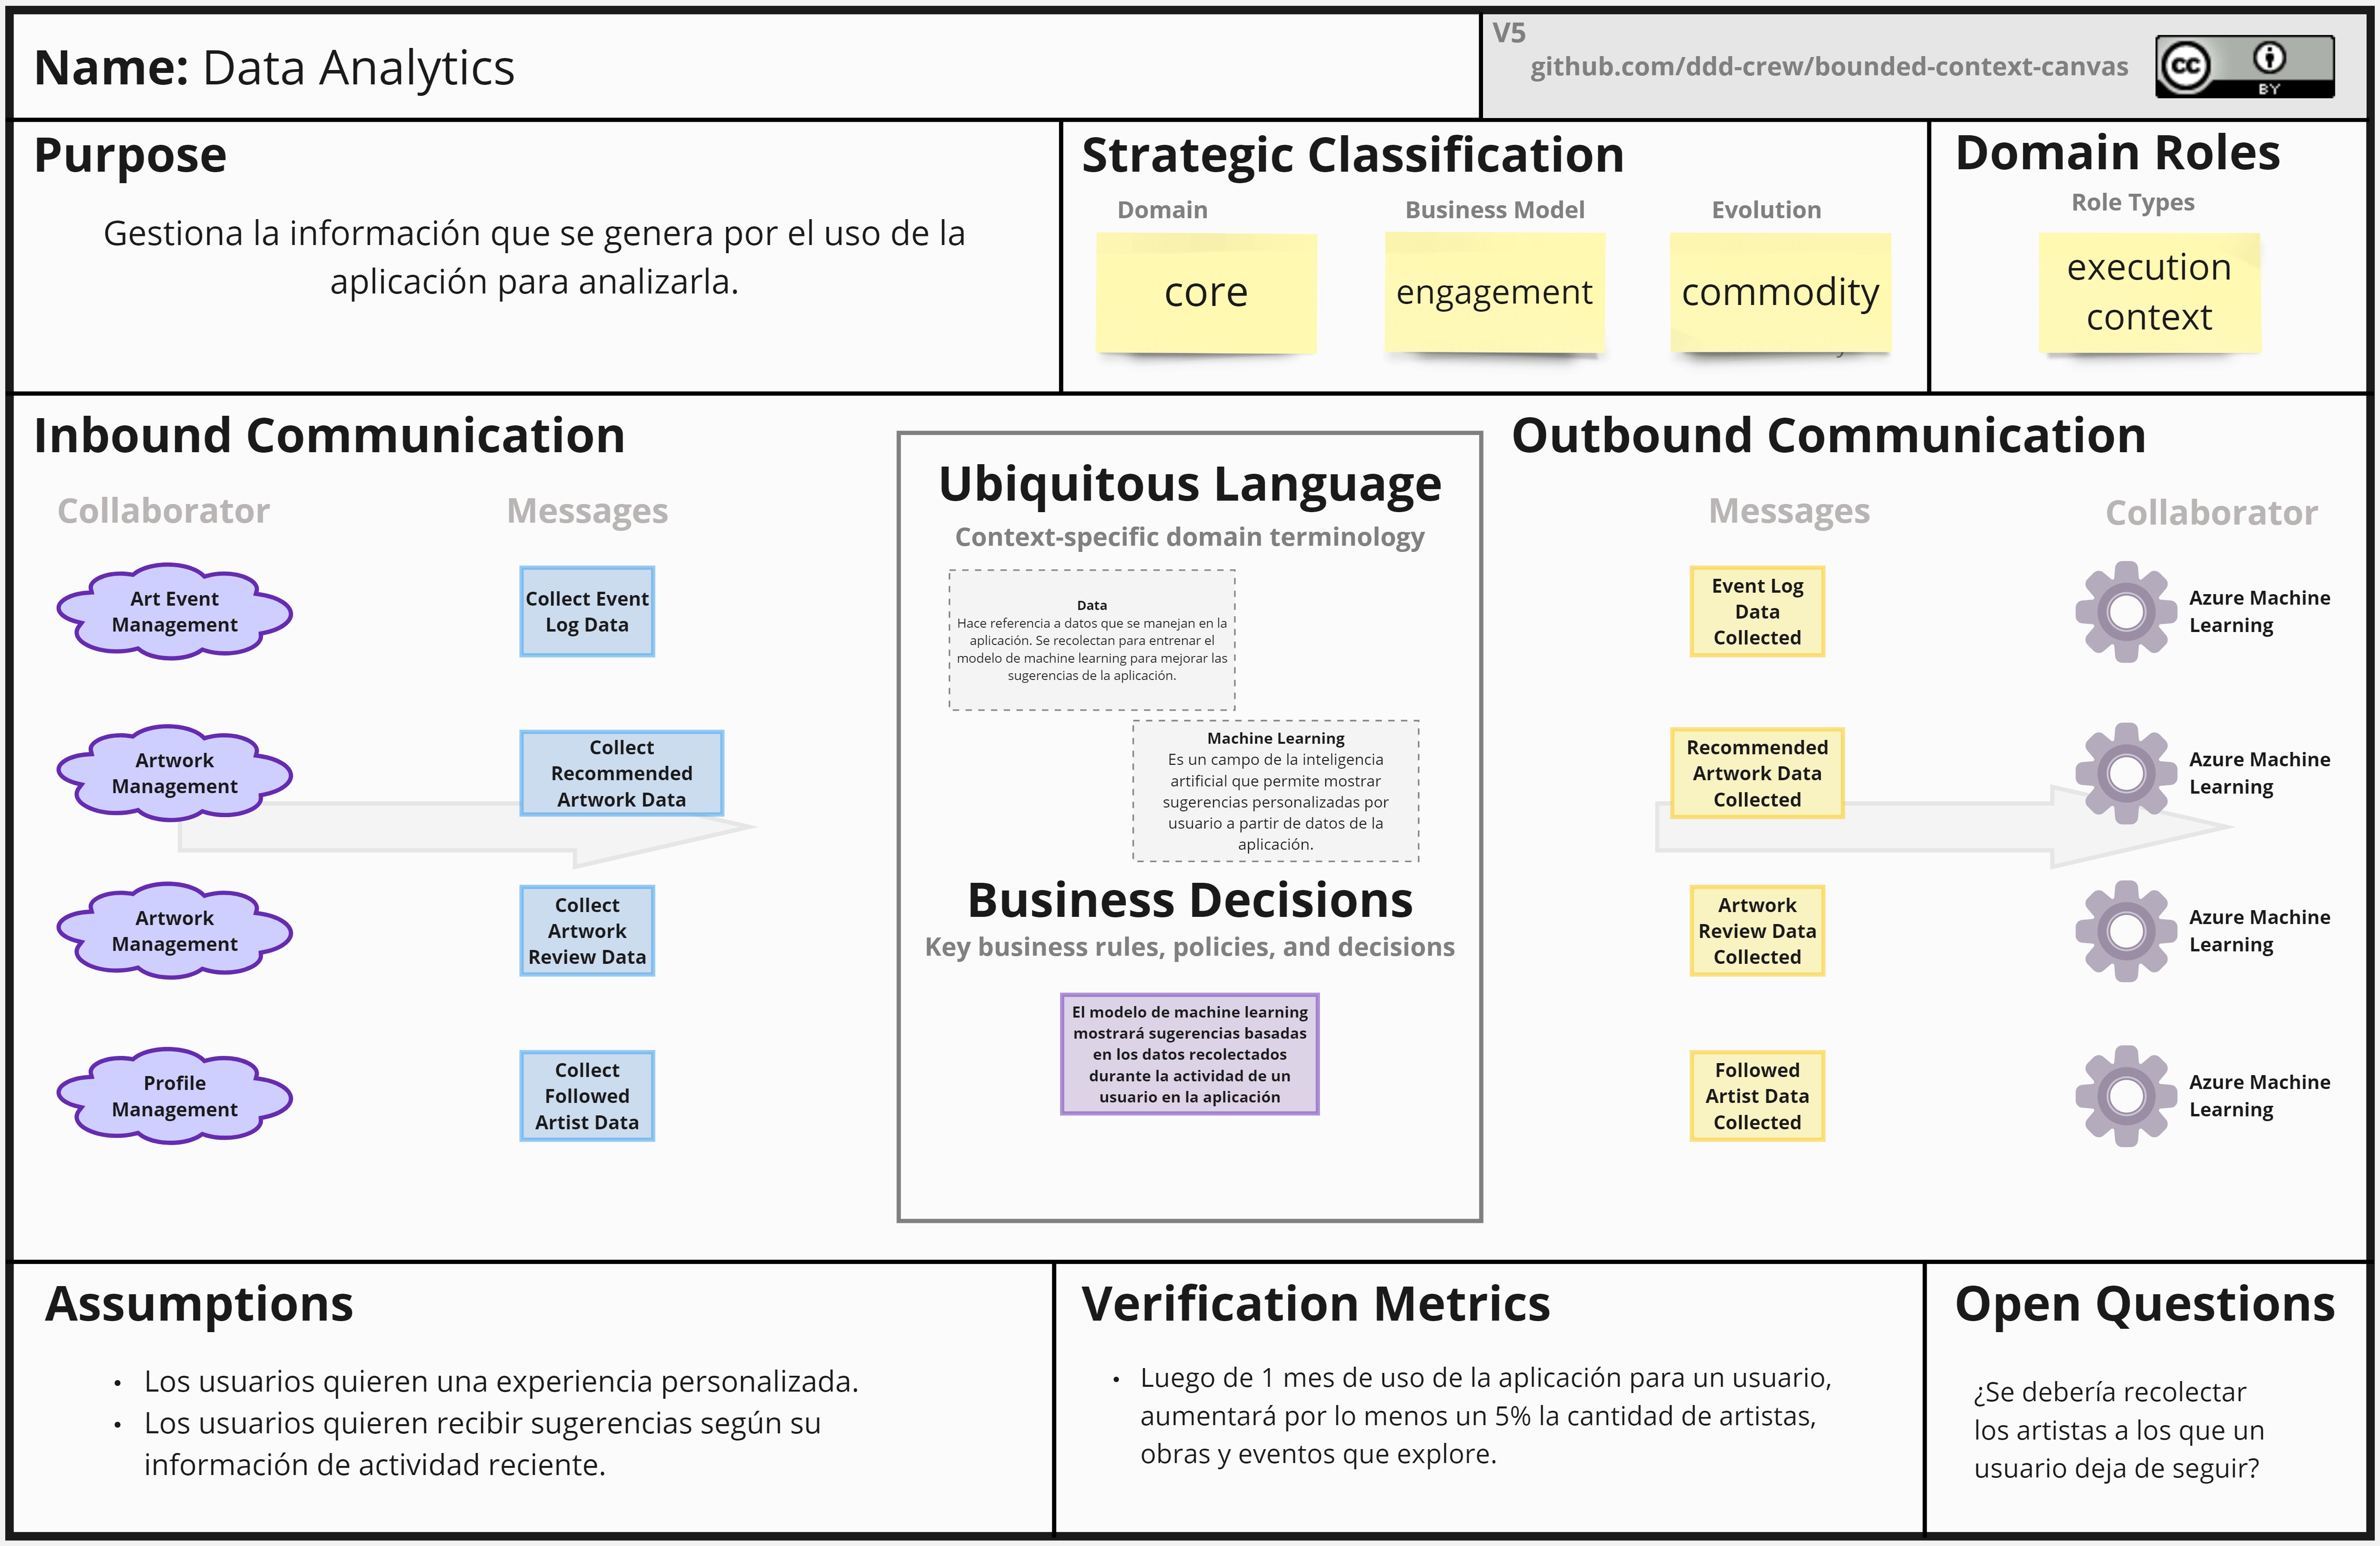 Name: Data Analytics
V5
github.com/ddd-crew/bounded-context-canvas
cc
BY
Purpose
Gestiona la información que se genera por el uso de la
aplicación para analizarla.
Strategic Classification
Domain
core
Business Model
engagement
Evolution
commodity
Domain Roles
Role Types
execution
context
Inbound Communication
Collaborator
Messages
Art Event
Management
Collect Event
Log Data
Artwork
Management
Collect
Recommended
Artwork Data
Artwork
Management
Collect
Artwork
Review Data
Profile
Management
Collect
Followed
Artist Data
Ubiquitous Language
Context-specific domain terminology
Data
Hace referencia a datos que se manejan en la
aplicación. Se recolectan para entrenar el
modelo de machine learning para mejorar las
sugerencias de la aplicación.
Machine Learning
Es un campo de la inteligencia
artificial que permite mostrar
sugerencias personalizadas por
usuario a partir de datos de la
aplicación.
Business Decisions
Key business rules, policies, and decisions
El modelo de machine learning
mostrará sugerencias basadas
en los datos recolectados
durante la actividad de un
usuario en la aplicación
Outbound Communication
Messages
Collaborator
Event Log
Data
Collected
Azure Machine
Learning
Recommended
Artwork Data
Collected
Azure Machine
Learning
Artwork
Review Data
Collected
Azure Machine
Learning
Followed
Artist Data
Collected
Azure Machine
Learning
Assumptions
• Los usuarios quieren una experiencia personalizada.
• Los usuarios quieren recibir sugerencias según su
información de actividad reciente.
Verification Metrics
• Luego de 1 mes de uso de la aplicación para un usuario,
aumentará por lo menos un 5% la cantidad de artistas,
obras y eventos que explore.
Open Questions
¿Se debería recolectar
los artistas a los que un
usuario deja de seguir?